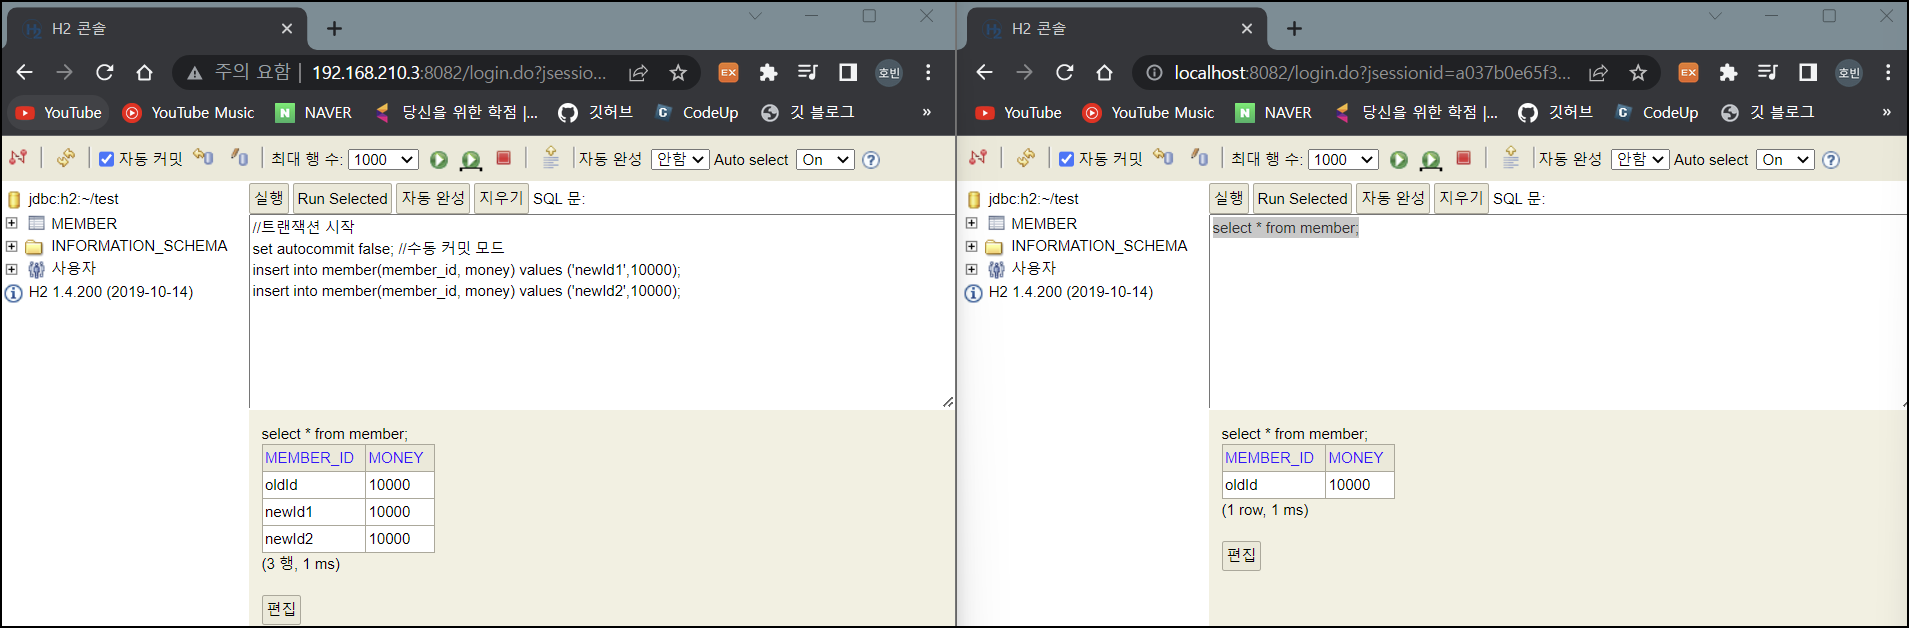 H2 콘솔
주의 요함 | 192.168.210.3:8082/login.do?jsessio...
EX
호빈
YouTube YouTube Music NAVER 당신을 위한 학점 |... 깃허브 CodeUp 깃 블로그 »
자동 커밋 최대 행 수: 1000 자동 완성 안함 Auto select On
jdbc:h2:~/test
MEMBER
INFORMATION_SCHEMA
사용자
H2 1.4.200 (2019-10-14)
실행 Run Selected 자동 완성 지우기 SQL 문:
//트랜잭션 시작
set autocommit false; //수동 커밋 모드
insert into member(member_id, money) values ('newId1',10000);
insert into member(member_id, money) values ('newId2',10000);
select * from member;
MEMBER_ID MONEY
oldId 10000
newId1 10000
newId2 10000
(3 행, 1 ms)
편집
H2 콘솔
localhost:8082/login.do?jsessionid=a037b0e65f3...
EX
호빈
YouTube YouTube Music NAVER 당신을 위한 학점 |... 깃허브 CodeUp 깃 블로그 »
자동 커밋 최대 행 수: 1000 자동 완성 안함 Auto select On
jdbc:h2:~/test
MEMBER
INFORMATION_SCHEMA
사용자
H2 1.4.200 (2019-10-14)
실행 Run Selected 자동 완성 지우기 SQL 문:
select * from member;
select * from member;
MEMBER_ID MONEY
oldId 10000
(1 row, 1 ms)
편집